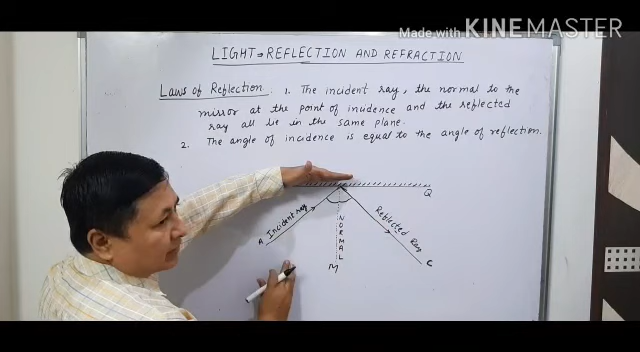 Made with KINEMASTER
LIGHT⇒REFLECTION AND REFRACTION
Laws of Reflection. 1. The incident ray, the normal to the
mirror at the point of incidence and the reflected
ray all lie in the same plane.
2. The angle of incidence is equal to the angle of reflection.
Q
A Incident ray
NORMAL
Reflected Ray
C